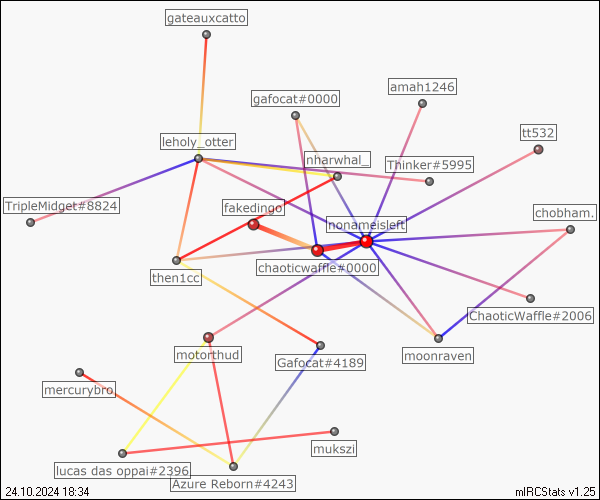 gateauxcatto
amah1246
gafocat#0000
tt532
leholy_otter
nharwhal_
Thinker#5995
TripleMidget#8824
fakedingo
chobham.
nonameisleft
chaoticwaffle#0000
then1cc
ChaoticWaffle#2006
motorthud
Gafocat#4189
moonraven
mercurybro
mukszi
lucas das oppai#2396
Azure Reborn#4243
24.10.2024 18:34
mIRCStats v1.25